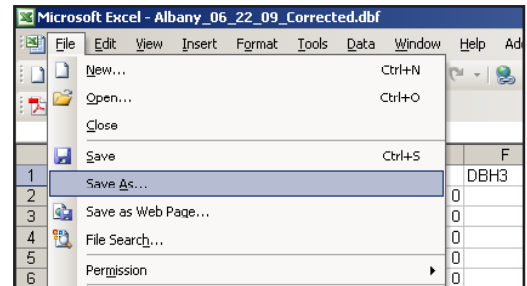 Microsoft Excel - Albany_06_22_09_Corrected.dbf
File Edit View Insert Format Tools Data Window Help
New... Ctrl+N
Open... Ctrl+O
Close
Save Ctrl+S
F
1 DBH3
Save As...
2 0
Save as Web Page...
3 0
4 File Search... 0
5 0
Permission
6 0